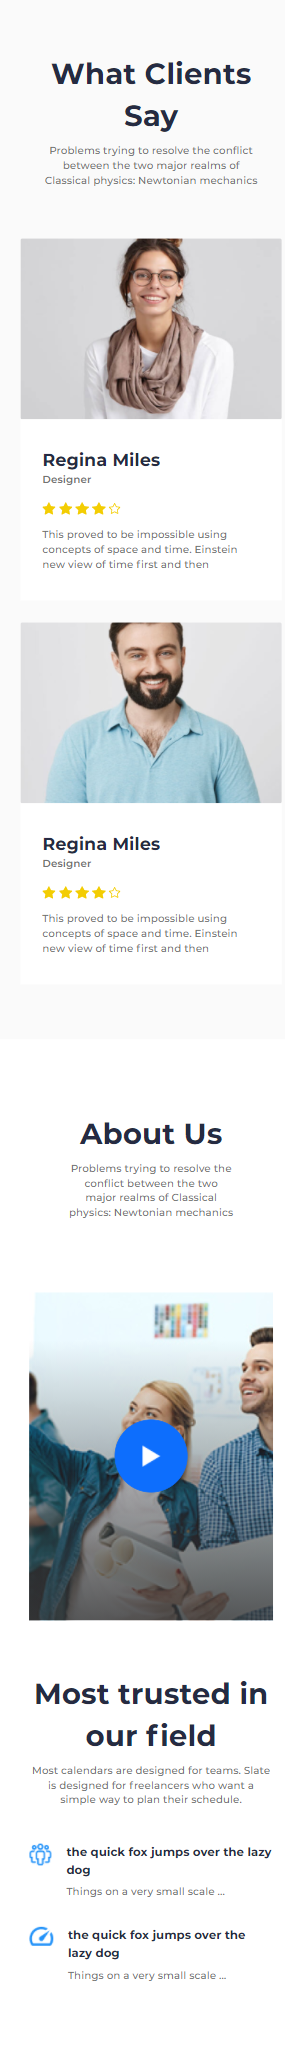 What Clients
Say
Problems trying to resolve the conflict
between the two major realms of
Classical physics: Newtonian mechanics
Regina Miles
Designer
This proved to be impossible using
concepts of space and time. Einstein
new view of time first and then
Regina Miles
Designer
This proved to be impossible using
concepts of space and time. Einstein
new view of time first and then
About Us
Problems trying to resolve the
conflict between the two
major realms of Classical
physics: Newtonian mechanics
Most trusted in
our field
Most calendars are designed for teams. Slate
is designed for freelancers who want a
simple way to plan their schedule.
the quick fox jumps over the lazy
dog
Things on a very small scale ...
the quick fox jumps over the
lazy dog
Things on a very small scale ...